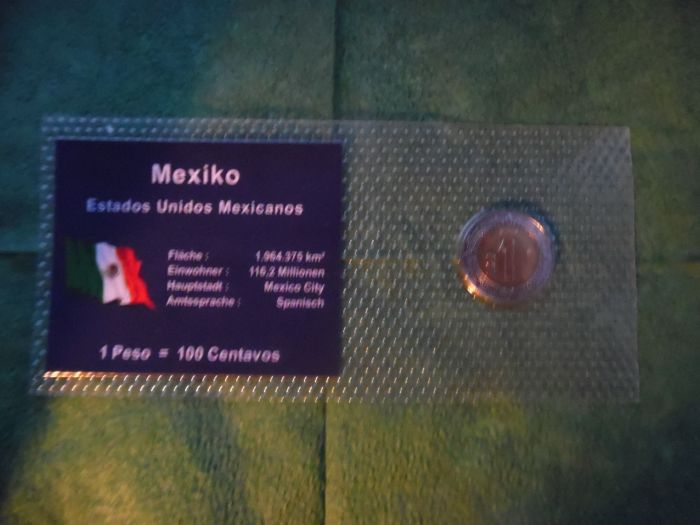 Mexiko
Estados Unidos Mexicanos
Fläche : 1.964.375 km²
Einwohner : 116,2 Millionen
Hauptstadt : Mexico City
Amtssprache : Spanisch
1 Peso = 100 Centavos
$1